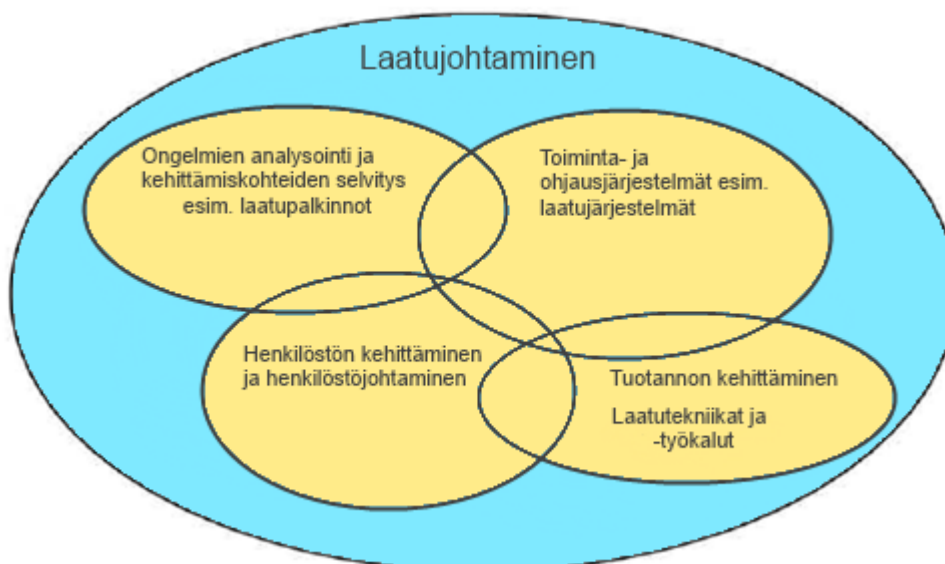 Laatujohtaminen
Ongelmien analysointi ja
kehittämiskohteiden selvitys
esim. laatupalkinnot
Toiminta- ja
ohjausjärjestelmät esim.
laatujärjestelmät
Henkilöstön kehittäminen
ja henkilöstöjohtaminen
Tuotannon kehittäminen
Laatutekniikat ja
-työkalut